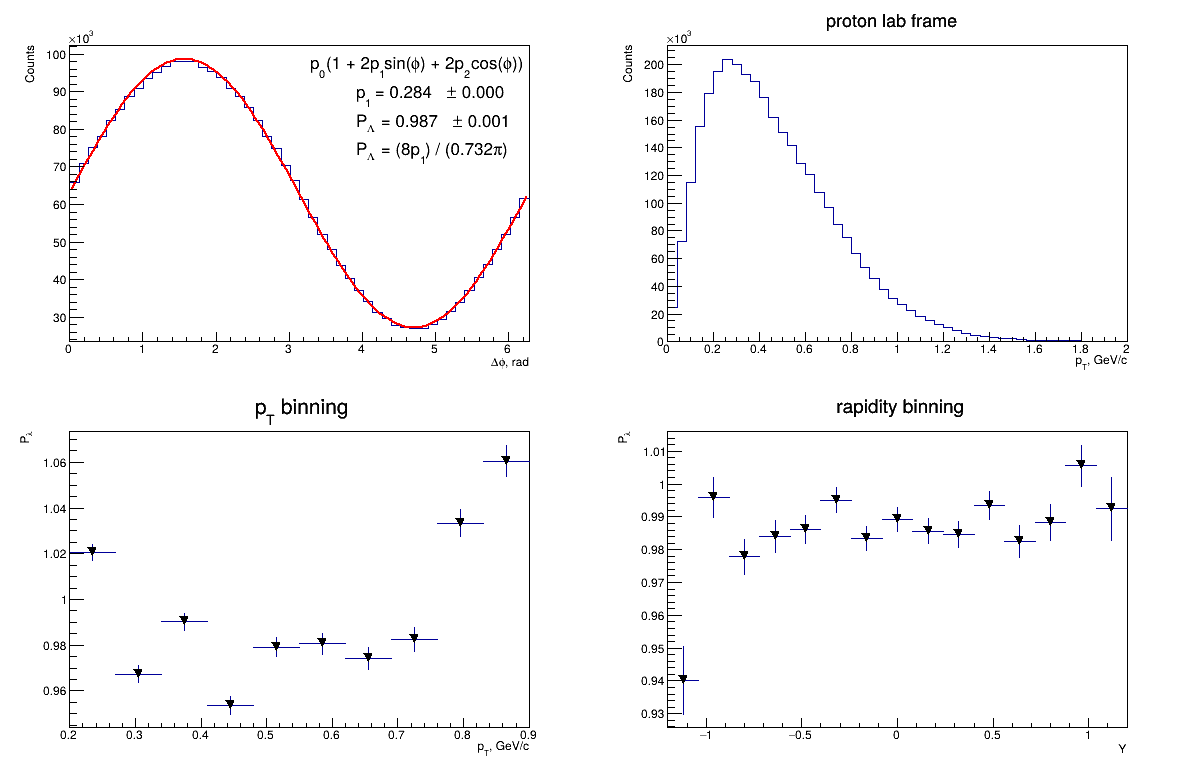 ×10³
Counts
100
90
80
70
60
50
40
30
0 1 2 3 4 5 6
Δϕ, rad
p₀(1 + 2p₁sin(ϕ) + 2p₂cos(ϕ))
p₁ = 0.284 ± 0.000
P_Λ = 0.987 ± 0.001
P_Λ = (8p₁) / (0.732π)
proton lab frame
×10³
Counts
200
180
160
140
120
100
80
60
40
20
0
0 0.2 0.4 0.6 0.8 1 1.2 1.4 1.6 1.8 2
p_T, GeV/c
p_T binning
P_λ
1.06
1.04
1.02
1
0.98
0.96
0.2 0.3 0.4 0.5 0.6 0.7 0.8 0.9
p_T, GeV/c
rapidity binning
P_λ
1.01
1
0.99
0.98
0.97
0.96
0.95
0.94
0.93
−1 −0.5 0 0.5 1
Y